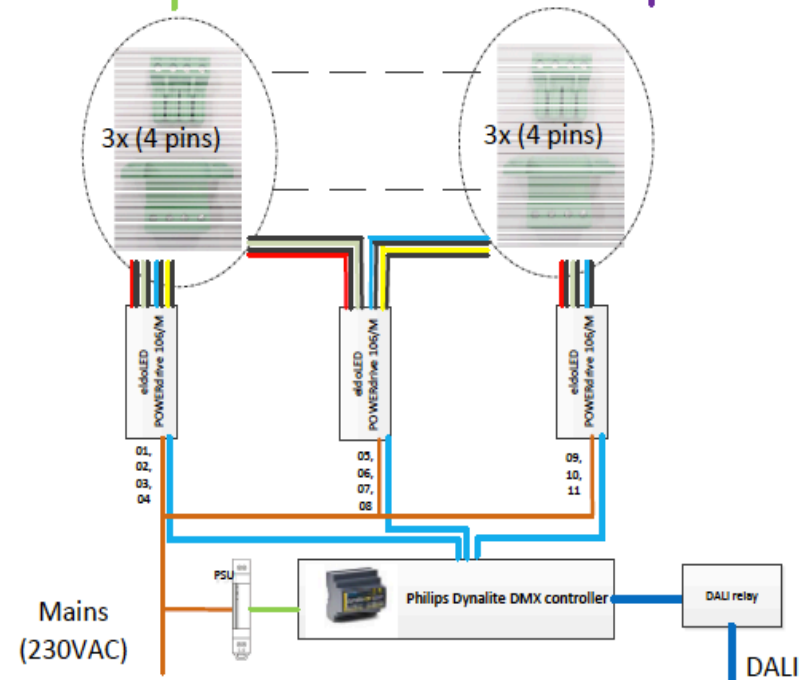 3x (4 pins)
3x (4 pins)
eldoLED
POWERdrive 106/M
eldoLED
POWERdrive 106/M
eldoLED
POWERdrive 106/M
01,
02,
03,
04
05,
06,
07,
08
09,
10,
11
PSU
Philips Dynalite DMX controller
DALI relay
Mains
(230VAC)
DALI